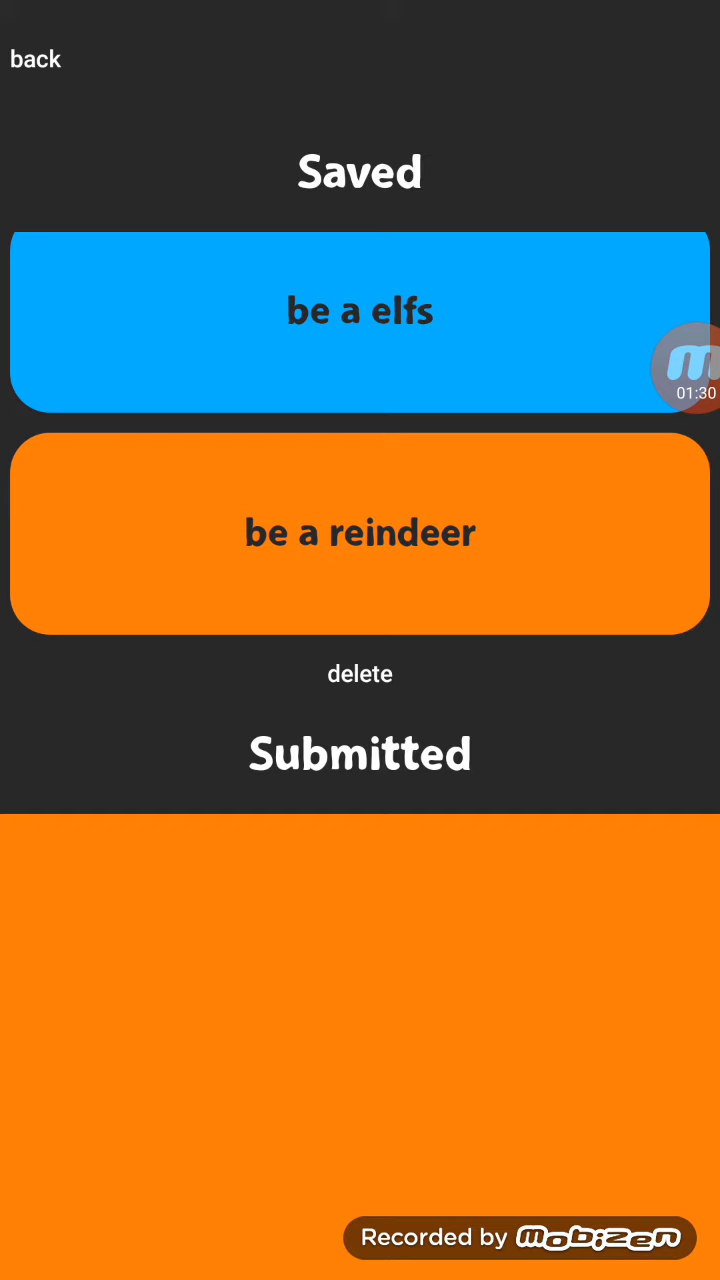 back
Saved
be a elfs
01:30
be a reindeer
delete
Submitted
Recorded by mobizen